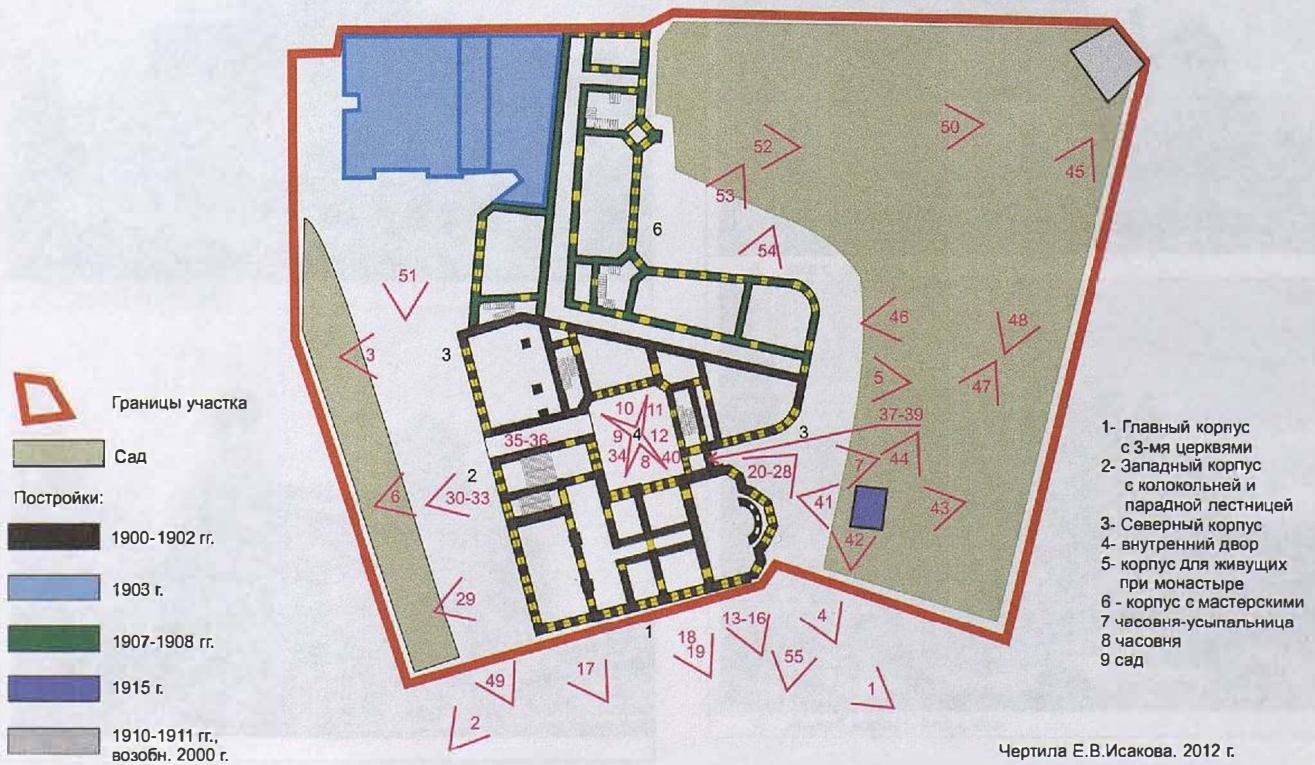 50
52
45
53
6
54
51
46
48
3
3
5
47
37-39
10 11
9 4 12
35-36
34 8 40
3
44
7
20-28
2
6
30-33
41
43
42
29
1
13-16
4
18
19
17
55
49
1
2
Границы участка
Сад
Постройки:
1900-1902 гг.
1903 г.
1907-1908 гг.
1915 г.
1910-1911 гг.,
возобн. 2000 г.
1- Главный корпус
с 3-мя церквями
2- Западный корпус
с колокольней и
парадной лестницей
3- Северный корпус
4- внутренний двор
5- корпус для живущих
при монастыре
6 - корпус с мастерскими
7 часовня-усыпальница
8 часовня
9 сад
Чертила Е.В.Исакова. 2012 г.